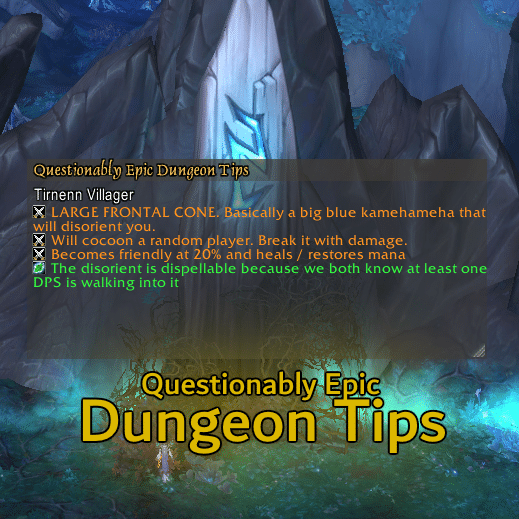 Questionably Epic Dungeon Tips
Tirnenn Villager
LARGE FRONTAL CONE. Basically a big blue kamehameha that
will disorient you.
Will cocoon a random player. Break it with damage.
Becomes friendly at 20% and heals / restores mana
The disorient is dispellable because we both know at least one
DPS is walking into it
Questionably Epic
Dungeon Tips